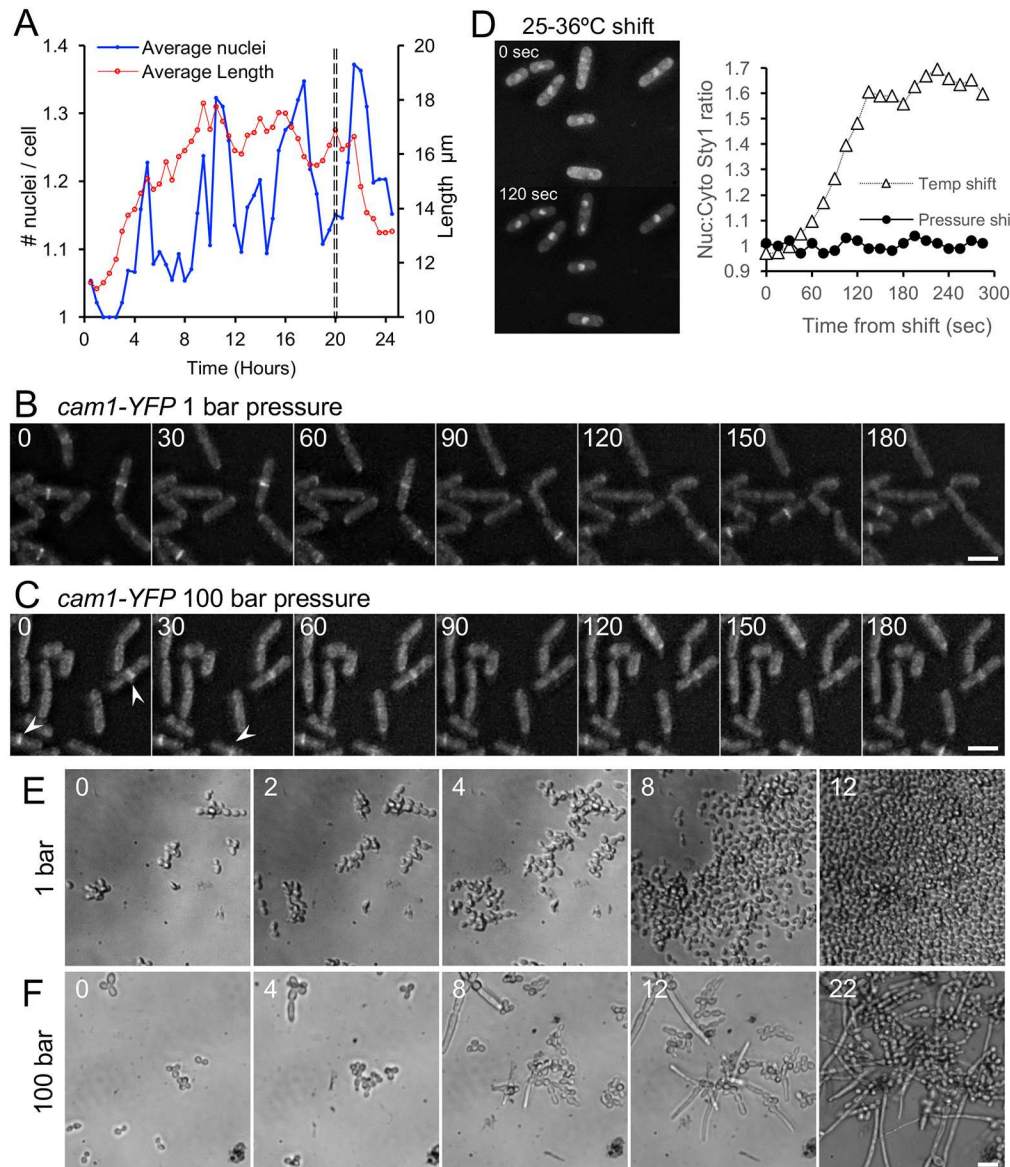 A
Average nuclei
Average Length
1.4
1.3
1.2
1.1
1
# nuclei / cell
20
18
16
14
12
10
Length µm
0
4
8
12
16
20
24
Time (Hours)
D
25-36ºC shift
0 sec
120 sec
1.7
1.6
1.5
1.4
1.3
1.2
1.1
1
0.9
Nuc:Cyto Sty1 ratio
Temp shift
Pressure shi
0
60
120
180
240
300
Time from shift (sec)
B
cam1-YFP 1 bar pressure
0
30
60
90
120
150
180
C
cam1-YFP 100 bar pressure
0
30
60
90
120
150
180
E
1 bar
0
2
4
8
12
F
100 bar
0
4
8
12
22